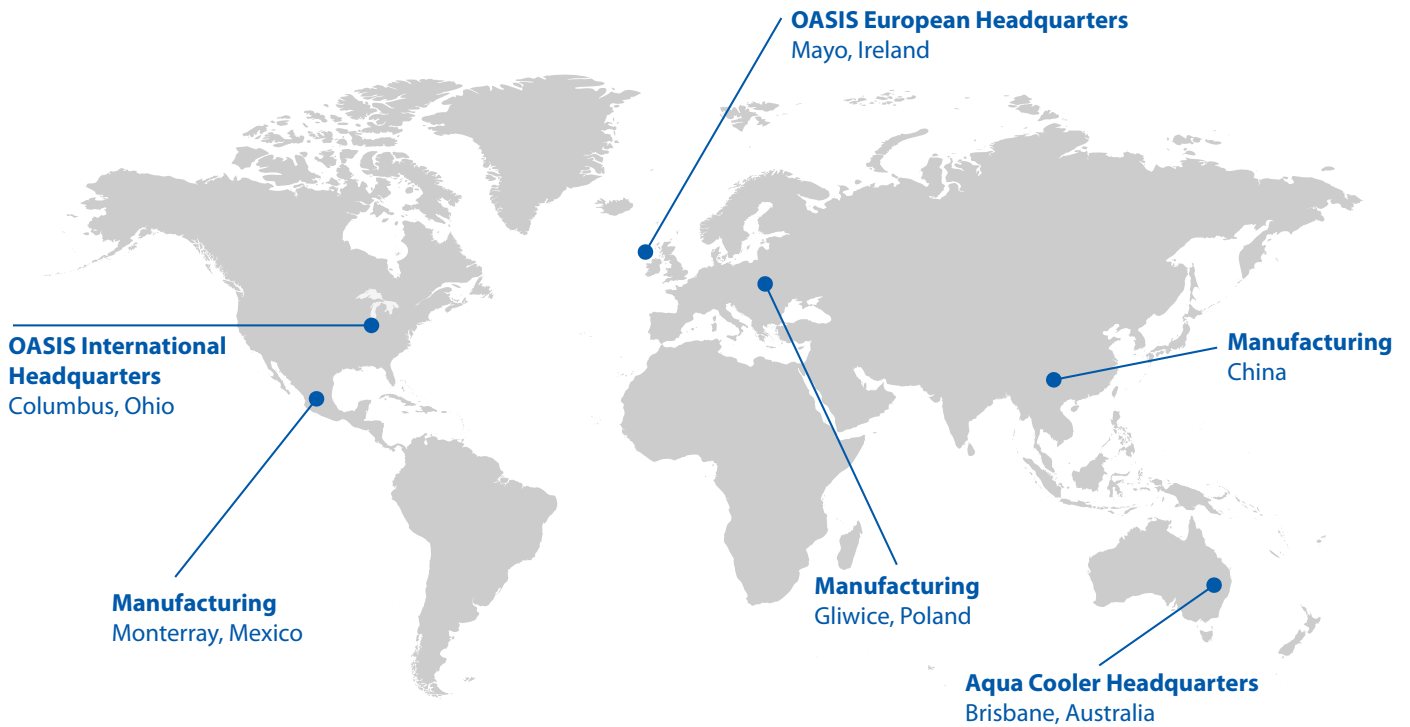 OASIS European Headquarters
Mayo, Ireland
OASIS International
Headquarters
Columbus, Ohio
Manufacturing
China
Manufacturing
Monterray, Mexico
Manufacturing
Gliwice, Poland
Aqua Cooler Headquarters
Brisbane, Australia